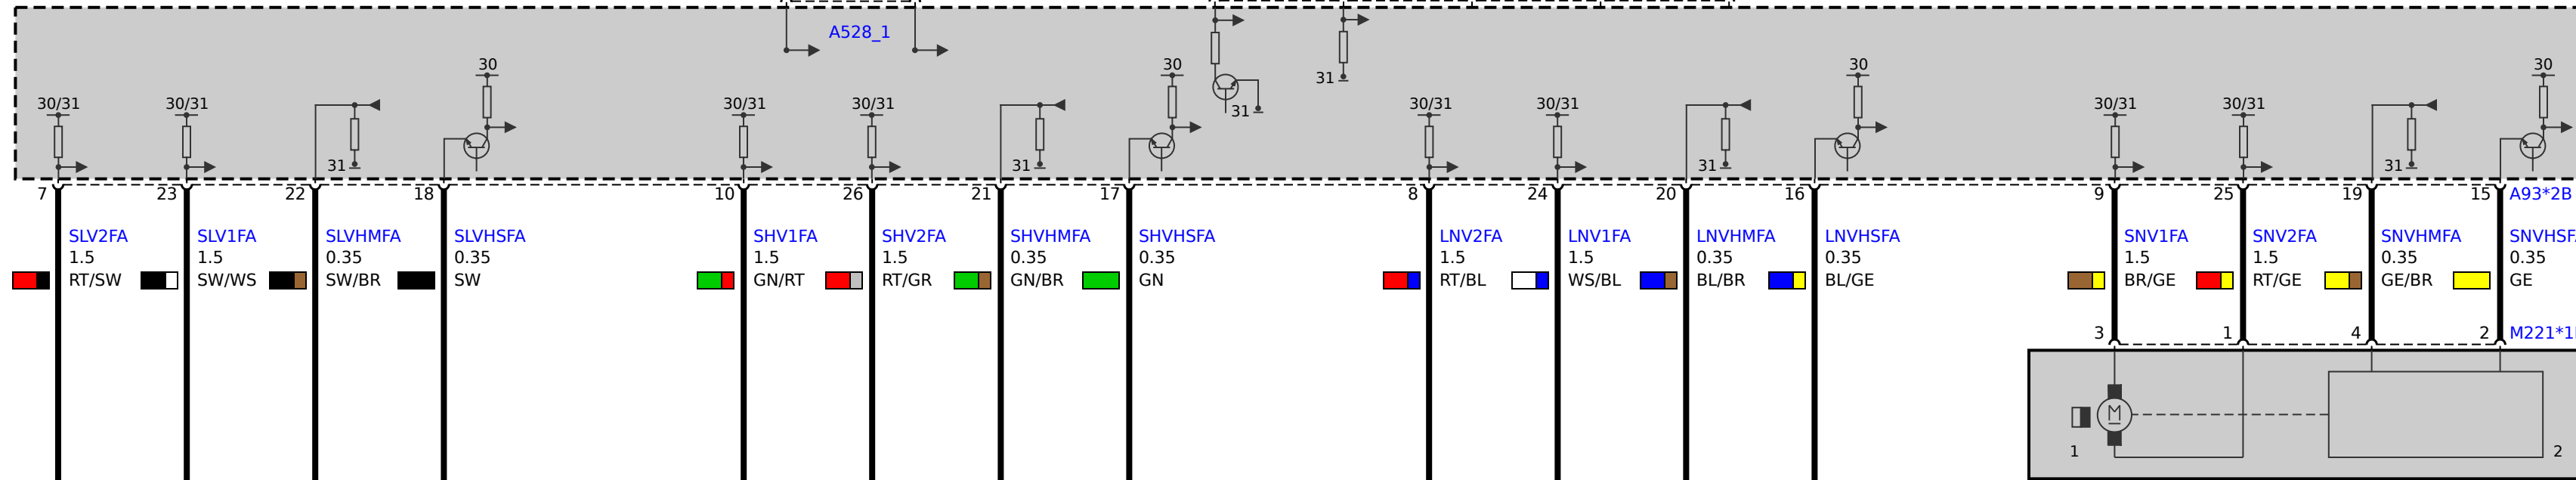 A528_1
30
30
30
30
31
31
30/31
30/31
31
30/31
30/31
31
30/31
30/31
31
30/31
30/31
31
7
23
22
18
10
26
21
17
8
24
20
16
9
25
19
15
A93*2B
SLV2FA
SLV1FA
SLVHMFA
SLVHSFA
SHV1FA
SHV2FA
SHVHMFA
SHVHSFA
LNV2FA
LNV1FA
LNVHMFA
LNVHSFA
SNV1FA
SNV2FA
SNVHMFA
1.5
1.5
0.35
0.35
1.5
1.5
0.35
0.35
1.5
1.5
0.35
0.35
1.5
1.5
0.35
0.35
RT/SW
SW/WS
SW/BR
SW
GN/RT
RT/GR
GN/BR
GN
RT/BL
WS/BL
BL/BR
BL/GE
BR/GE
RT/GE
GE/BR
GE
3
1
4
2
M
1
2